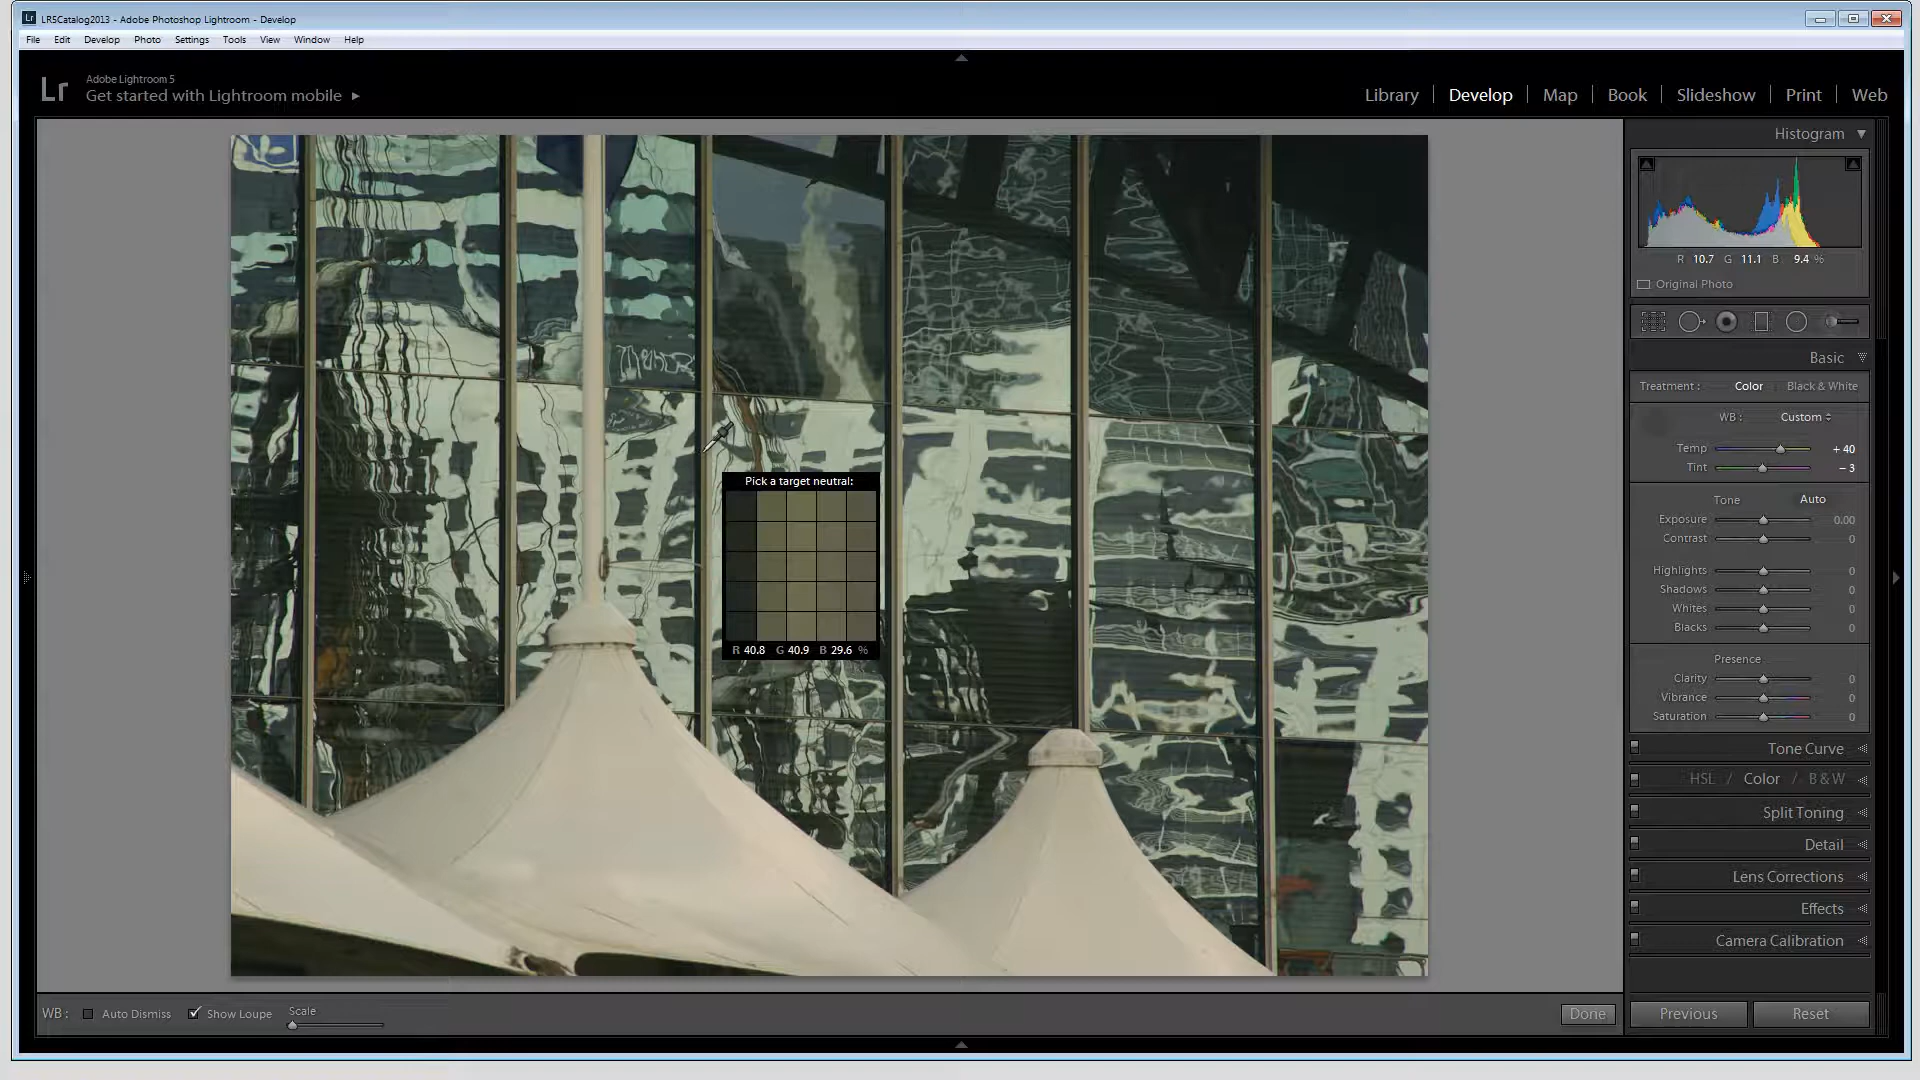 LR5Catalog2013 - Adobe Photoshop Lightroom - Develop
File Edit Develop Photo Settings Tools View Window Help
Lr
Adobe Lightroom 5
Get started with Lightroom mobile ▸
Library | Develop | Map | Book | Slideshow | Print | Web
Histogram
R 10.7 G 11.1 B 9.4 %
Original Photo
Basic
Treatment : Color Black & White
WB : Custom
Temp + 40
Tint − 3
Tone Auto
Exposure 0.00
Contrast 0
Highlights 0
Shadows 0
Whites 0
Blacks 0
Presence
Clarity 0
Vibrance 0
Saturation 0
Tone Curve
HSL / Color / B & W
Split Toning
Detail
Lens Corrections
Effects
Camera Calibration
Previous Reset
Pick a target neutral:
R 40.8 G 40.9 B 29.6 %
WB : Auto Dismiss Show Loupe Scale Done